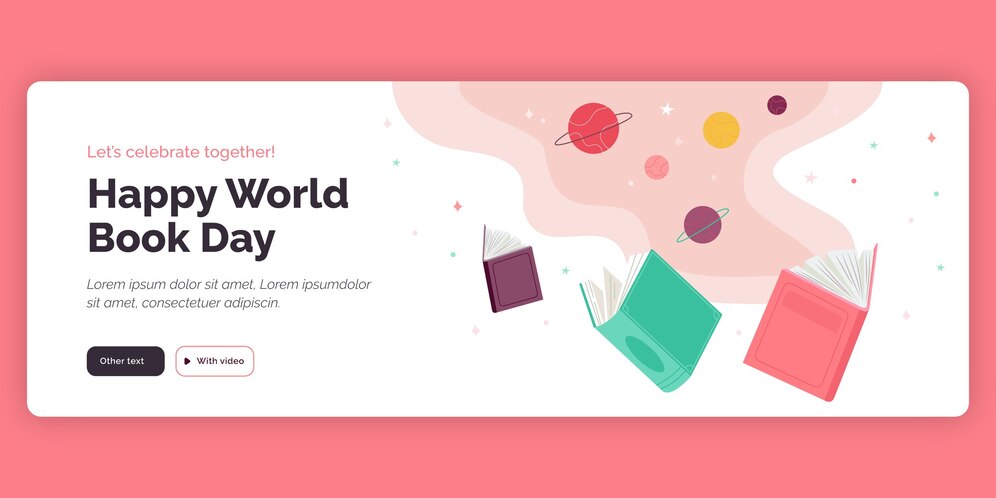 Let's celebrate together!
Happy World
Book Day
Lorem ipsum dolor sit amet, Lorem ipsumdolor
sit amet, consectetuer adipiscin.
Other text
With video